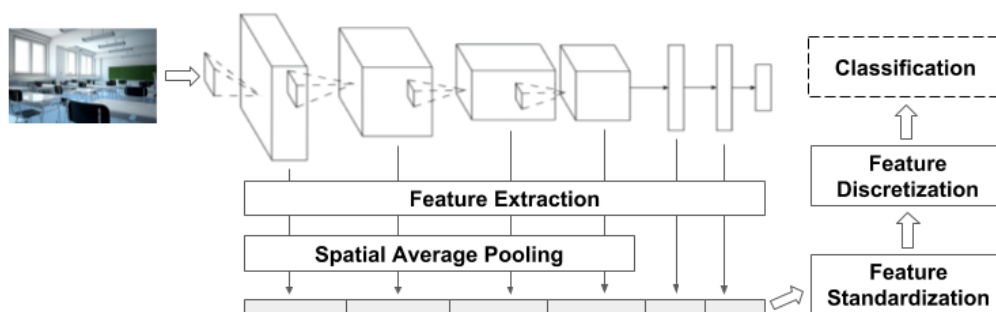 Classification
Feature
Discretization
Feature Extraction
Spatial Average Pooling
Feature
Standardization